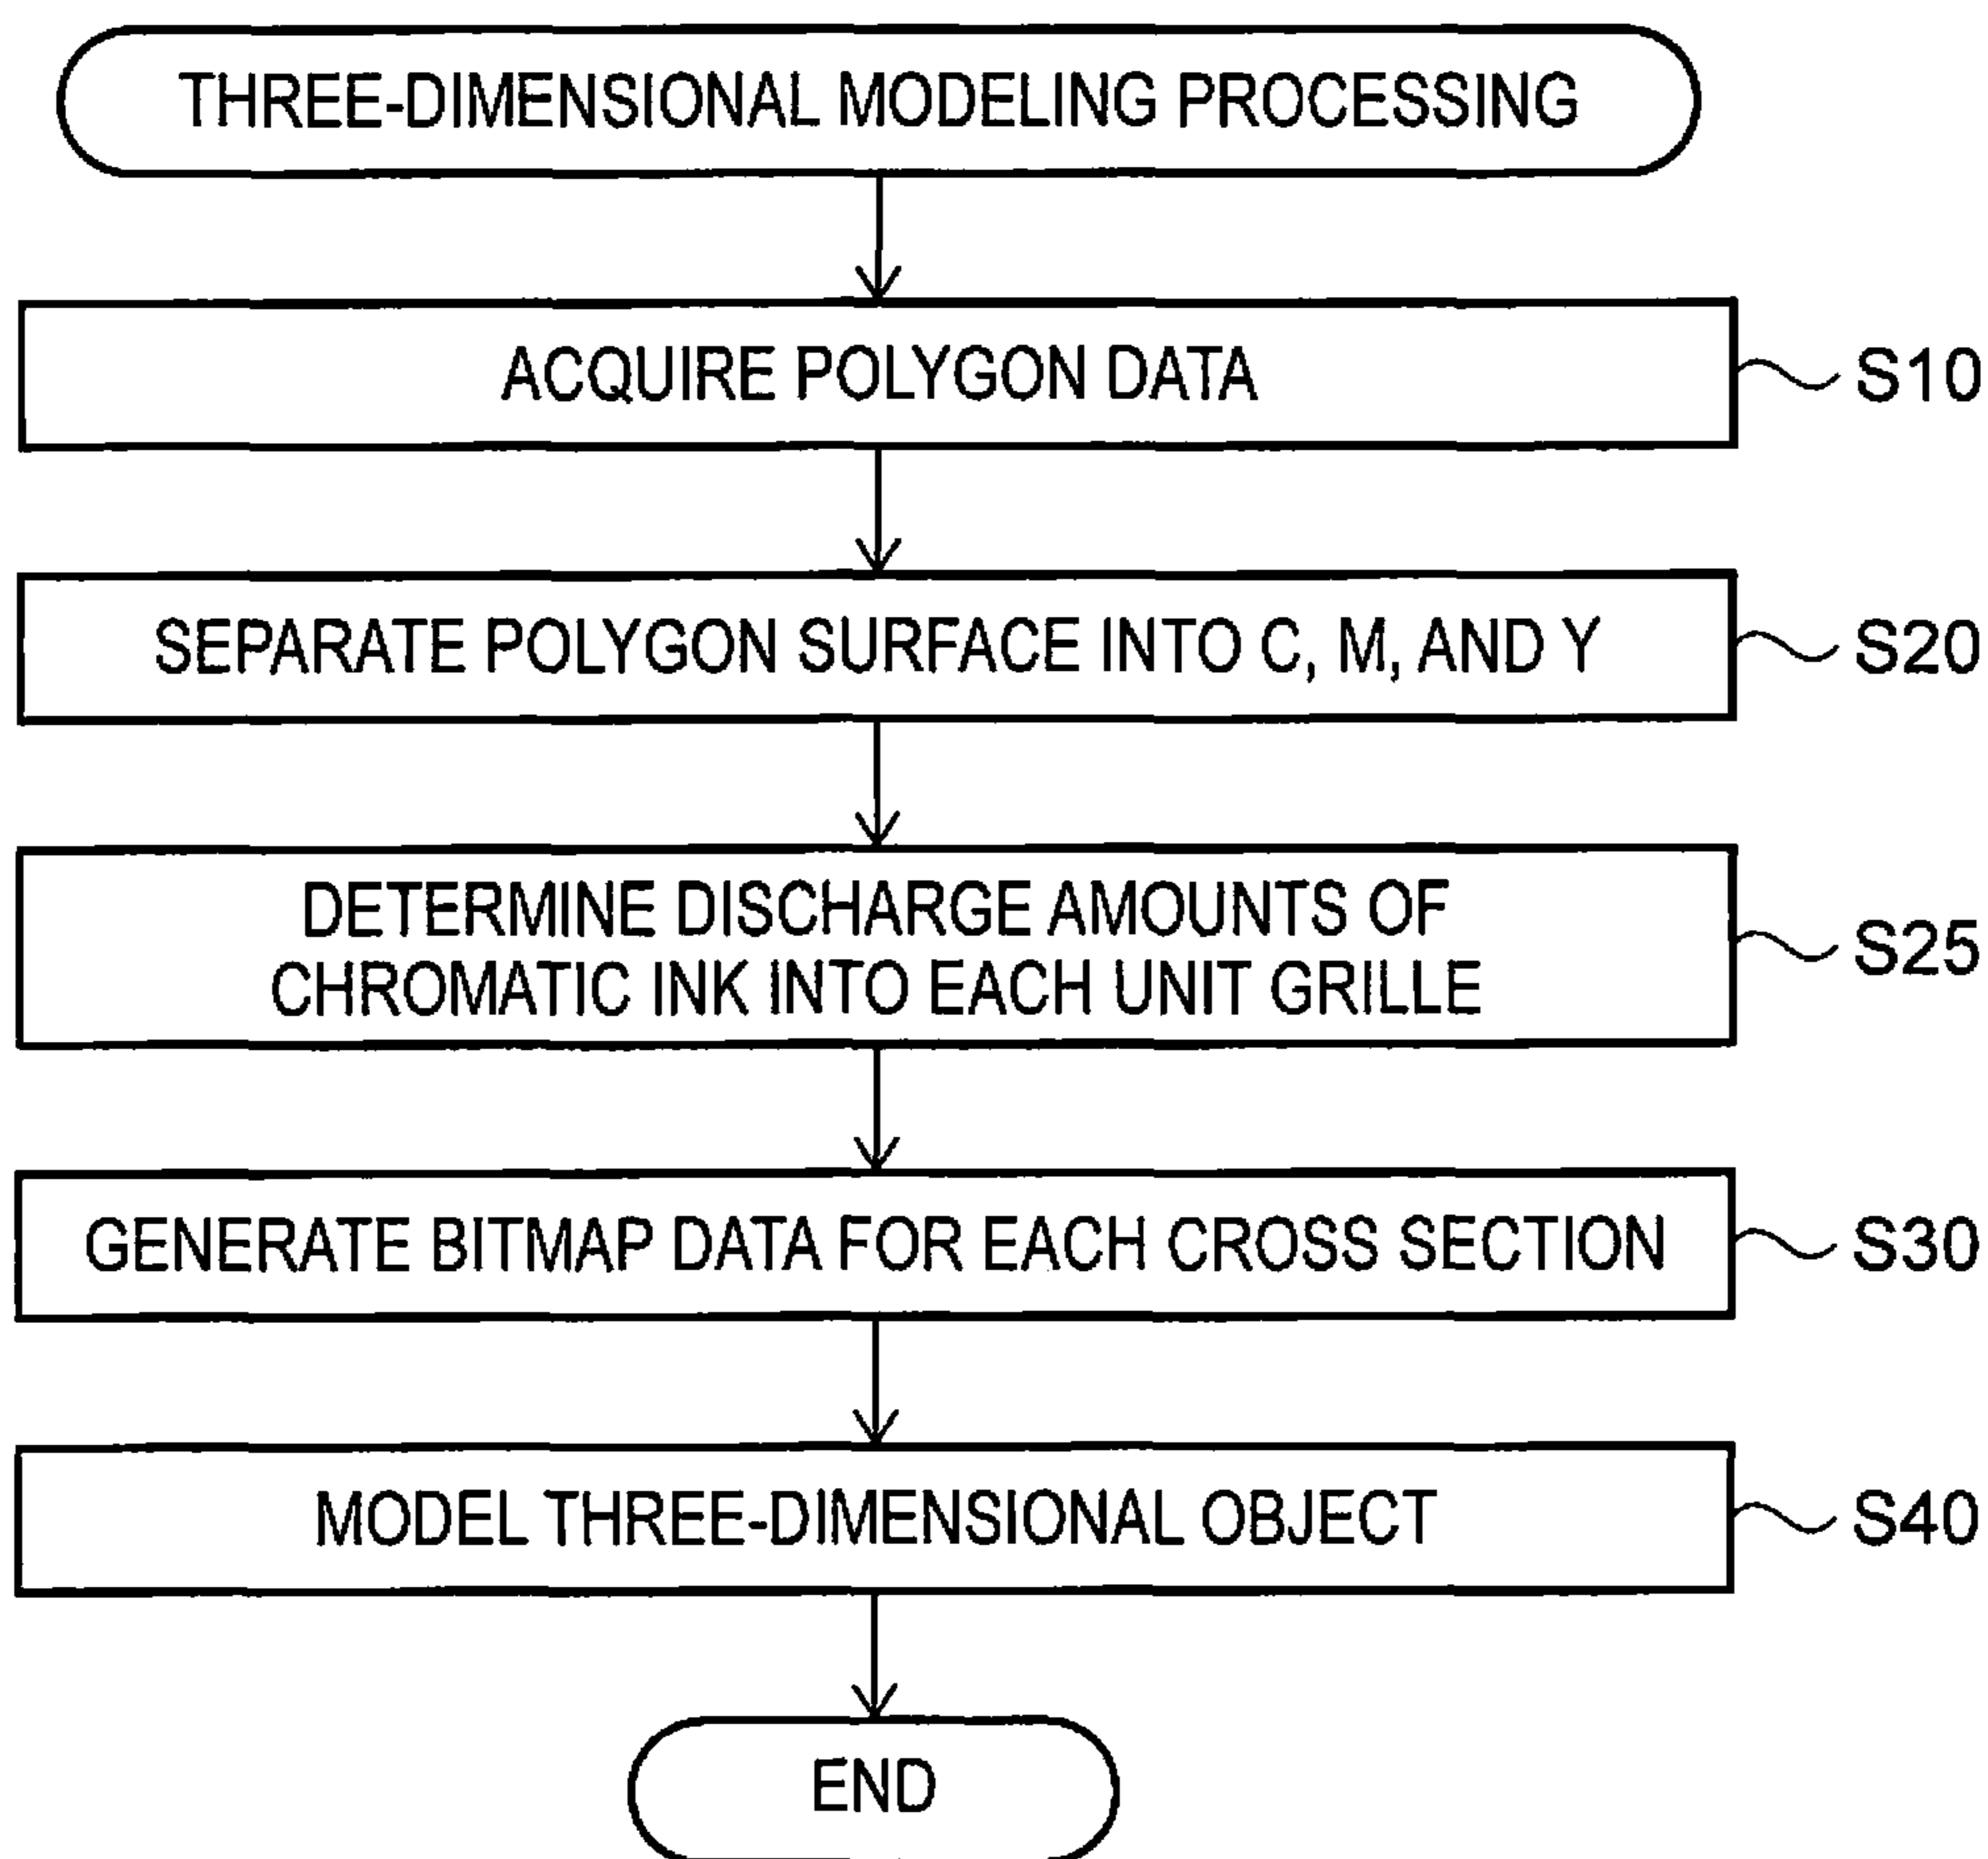 THREE-DIMENSIONAL MODELING PROCESSING
ACQUIRE POLYGON DATA
S10
SEPARATE POLYGON SURFACE INTO C, M, AND Y
S20
DETERMINE DISCHARGE AMOUNTS OF
CHROMATIC INK INTO EACH UNIT GRILLE
S25
GENERATE BITMAP DATA FOR EACH CROSS SECTION
S30
MODEL THREE-DIMENSIONAL OBJECT
S40
END